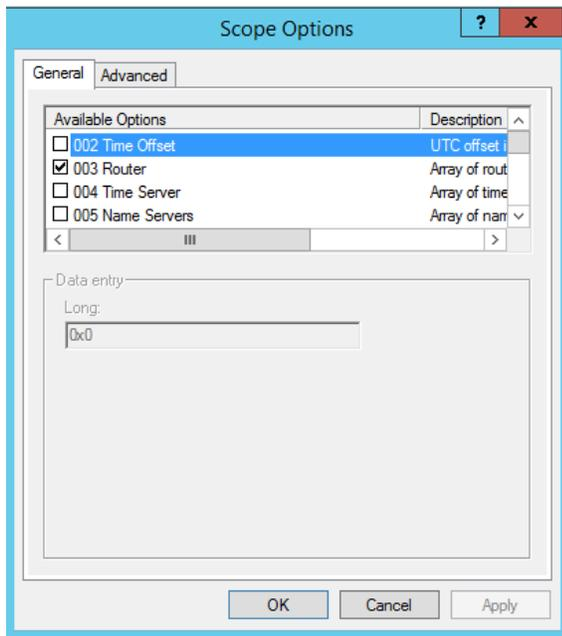 Scope Options
? x
General Advanced
Available Options Description
002 Time Offset UTC offset i
003 Router Array of rout
004 Time Server Array of time
005 Name Servers Array of nam
Data entry
Long:
0x0
OK Cancel Apply